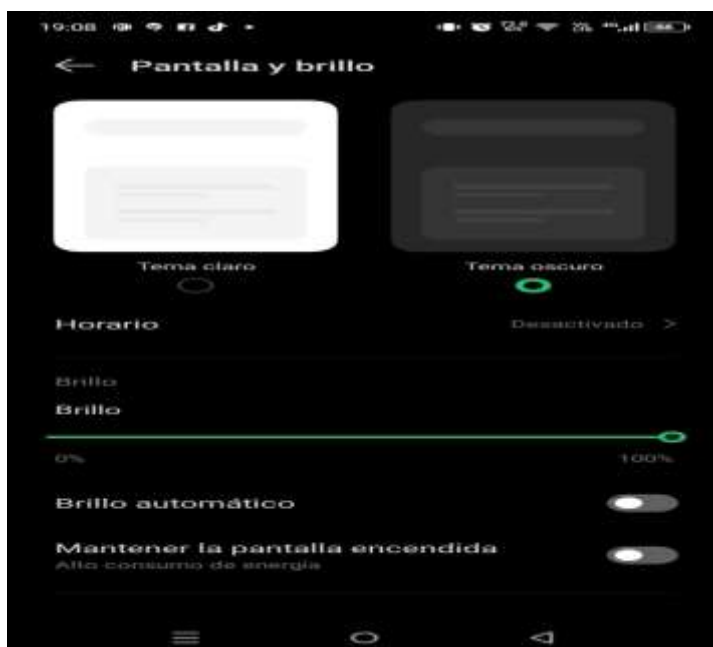 19:08
Pantalla y brillo
Tema claro
Tema oscuro
Horario
Desactivado >
Brillo
Brillo
0%
100%
Brillo automático
Mantener la pantalla encendida
Alto consumo de energía